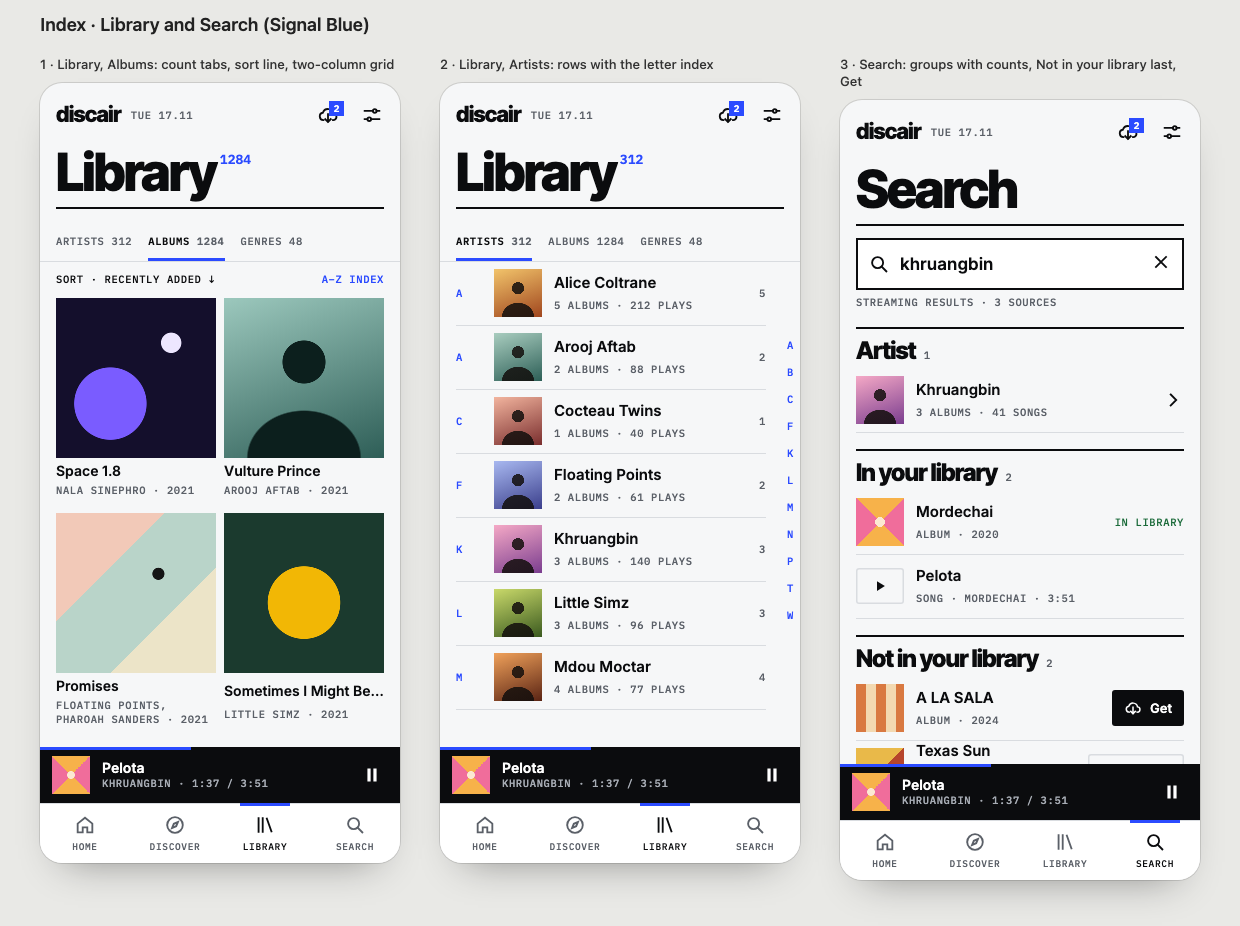 Index · Library and Search (Signal Blue)
1 · Library, Albums: count tabs, sort line, two-column grid
discair TUE 17.11 2
Library 1284
ARTISTS 312 ALBUMS 1284 GENRES 48
SORT · RECENTLY ADDED ↓ A–Z INDEX
Space 1.8
NALA SINEPHRO · 2021
Vulture Prince
AROOJ AFTAB · 2021
Promises
FLOATING POINTS,
PHAROAH SANDERS · 2021
Sometimes I Might Be…
LITTLE SIMZ · 2021
Pelota
KHRUANGBIN · 1:37 / 3:51
HOME DISCOVER LIBRARY SEARCH
2 · Library, Artists: rows with the letter index
discair TUE 17.11 2
Library 312
ARTISTS 312 ALBUMS 1284 GENRES 48
A Alice Coltrane 5
5 ALBUMS · 212 PLAYS
A Arooj Aftab 2
2 ALBUMS · 88 PLAYS
C Cocteau Twins 1
1 ALBUMS · 40 PLAYS
F Floating Points 2
2 ALBUMS · 61 PLAYS
K Khruangbin 3
3 ALBUMS · 140 PLAYS
L Little Simz 3
3 ALBUMS · 96 PLAYS
M Mdou Moctar 4
4 ALBUMS · 77 PLAYS
A
B
C
F
K
L
M
N
P
T
W
Pelota
KHRUANGBIN · 1:37 / 3:51
HOME DISCOVER LIBRARY SEARCH
3 · Search: groups with counts, Not in your library last,
Get
discair TUE 17.11 2
Search
khruangbin
STREAMING RESULTS · 3 SOURCES
Artist 1
Khruangbin
3 ALBUMS · 41 SONGS
In your library 2
Mordechai
ALBUM · 2020
IN LIBRARY
Pelota
SONG · MORDECHAI · 3:51
Not in your library 2
A LA SALA
ALBUM · 2024
Get
Texas Sun
Pelota
KHRUANGBIN · 1:37 / 3:51
HOME DISCOVER LIBRARY SEARCH